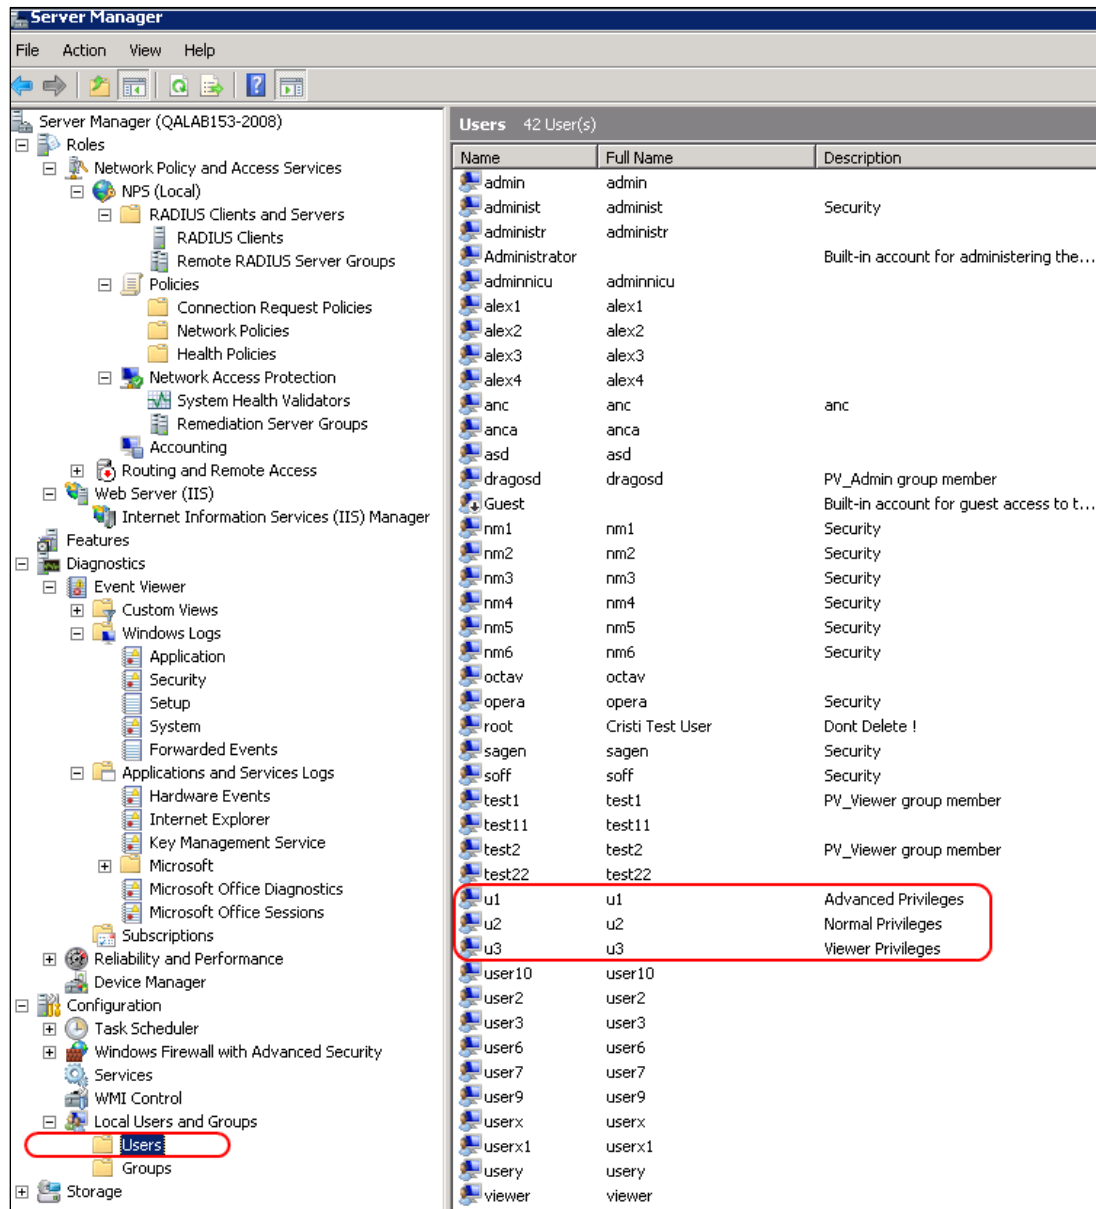 Server Manager
File Action View Help
Server Manager (QALAB153-2008)
Roles
Network Policy and Access Services
NPS (Local)
RADIUS Clients and Servers
RADIUS Clients
Remote RADIUS Server Groups
Policies
Connection Request Policies
Network Policies
Health Policies
Network Access Protection
System Health Validators
Remediation Server Groups
Accounting
Routing and Remote Access
Web Server (IIS)
Internet Information Services (IIS) Manager
Features
Diagnostics
Event Viewer
Custom Views
Windows Logs
Application
Security
Setup
System
Forwarded Events
Applications and Services Logs
Hardware Events
Internet Explorer
Key Management Service
Microsoft
Microsoft Office Diagnostics
Microsoft Office Sessions
Subscriptions
Reliability and Performance
Device Manager
Configuration
Task Scheduler
Windows Firewall with Advanced Security
Services
WMI Control
Local Users and Groups
Users
Groups
Storage
Users 42 User(s)
Name Full Name Description
admin admin
administ administ Security
administr administr
Administrator Built-in account for administering the...
adminnicu adminnicu
alex1 alex1
alex2 alex2
alex3 alex3
alex4 alex4
anc anc anc
anca anca
asd asd
dragosd dragosd PV_Admin group member
Guest Built-in account for guest access to t...
nm1 nm1 Security
nm2 nm2 Security
nm3 nm3 Security
nm4 nm4 Security
nm5 nm5 Security
nm6 nm6 Security
octav octav
opera opera Security
root Cristi Test User Dont Delete !
sagen sagen Security
soff soff Security
test1 test1 PV_Viewer group member
test11 test11
test2 test2 PV_Viewer group member
test22 test22
u1 u1 Advanced Privileges
u2 u2 Normal Privileges
u3 u3 Viewer Privileges
user10 user10
user2 user2
user3 user3
user6 user6
user7 user7
user9 user9
userx userx
userx1 userx1
usery usery
viewer viewer